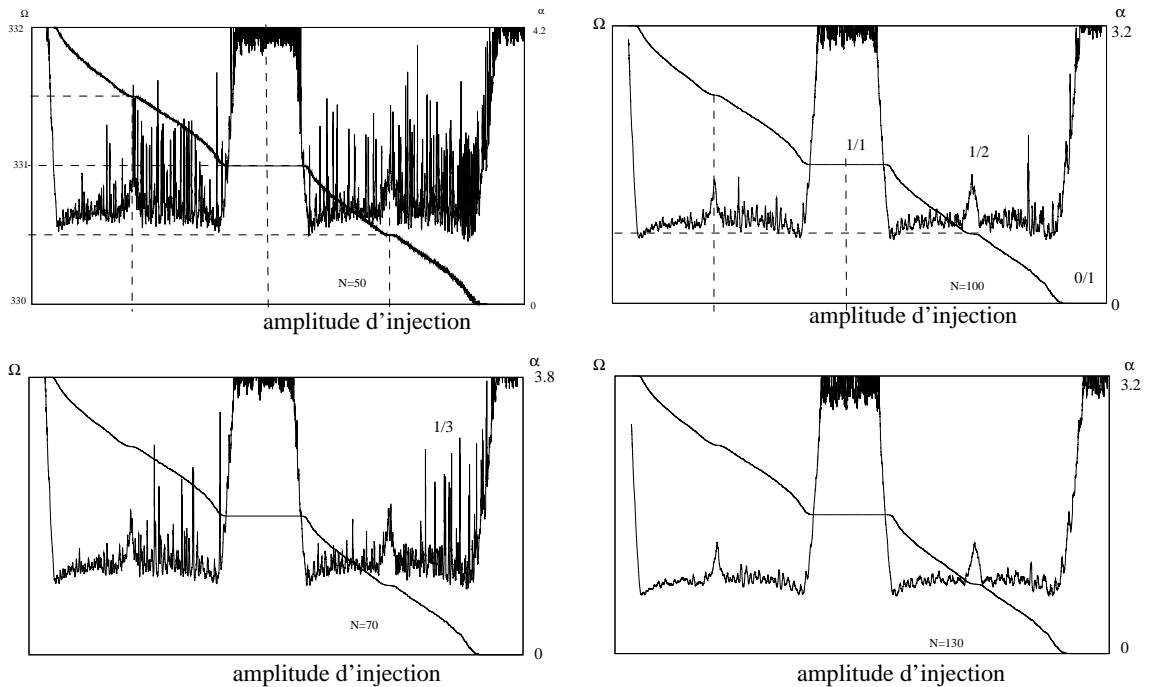 Ω
α
332
4.2
331
330
0
N=50
amplitude d'injection
Ω
α
3.2
1/1
1/2
0/1
N=100
0
amplitude d'injection
Ω
α
3.8
1/3
N=70
0
amplitude d'injection
Ω
α
3.2
N=130
0
amplitude d'injection